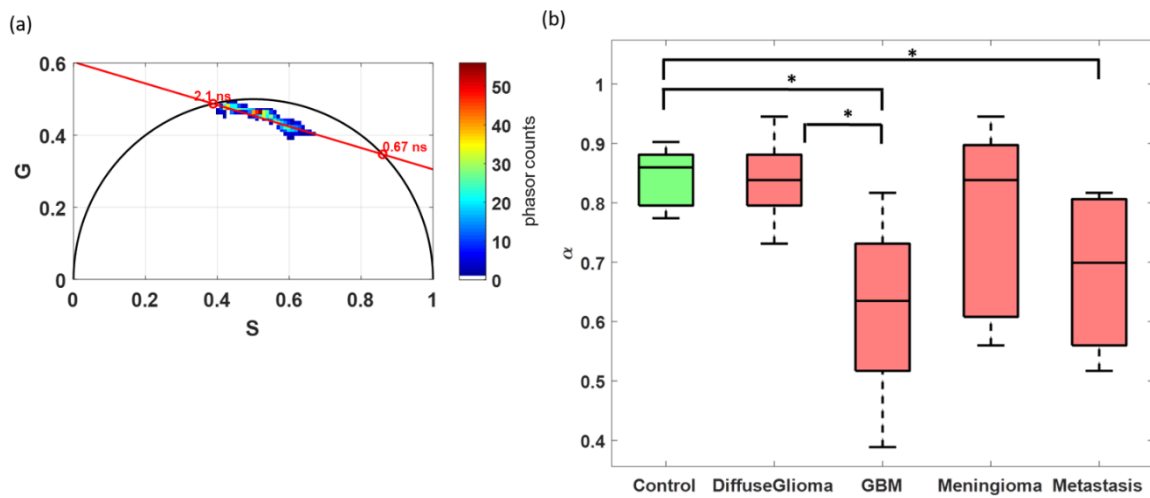 (a)
0.6
0.4
0.2
0
G
2.1 ns
0.67 ns
0
0.2
0.4
0.6
0.8
1
S
50
40
30
20
10
0
phasor counts
(b)
1
0.9
0.8
0.7
0.6
0.5
0.4
α
*
*
*
Control
DiffuseGlioma
GBM
Meningioma
Metastasis